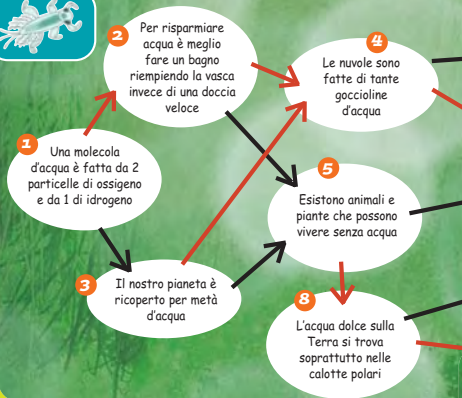 1
Una molecola
d'acqua è fatta da 2
particelle di ossigeno
e da 1 di idrogeno
2
Per risparmiare
acqua è meglio
fare un bagno
riempiendo la vasca
invece di una doccia
veloce
3
Il nostro pianeta è
ricoperto per metà
d'acqua
4
Le nuvole sono
fatte di tante
goccioline
d'acqua
5
Esistono animali e
piante che possono
vivere senza acqua
8
L'acqua dolce sulla
Terra si trova
soprattutto nelle
calotte polari